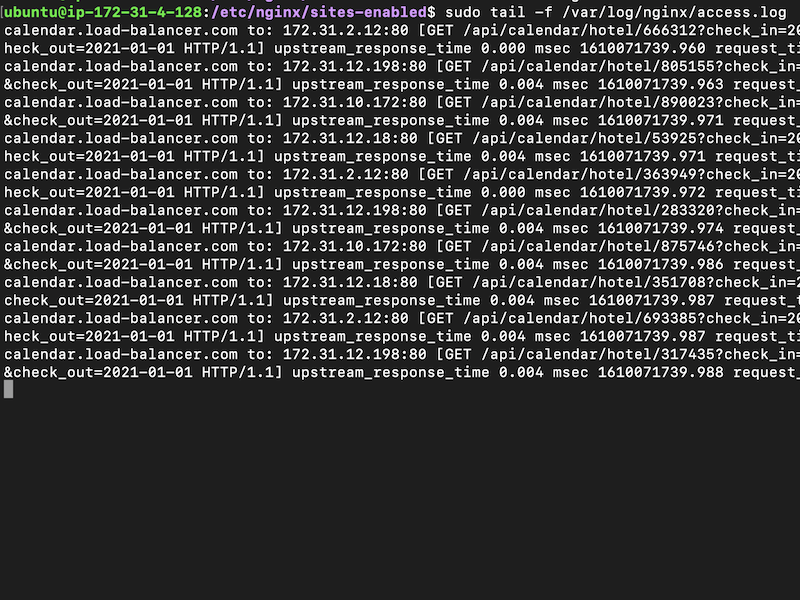 ubuntu@ip-172-31-4-128:/etc/nginx/sites-enabled$ sudo tail -f /var/log/nginx/access.log
calendar.load-balancer.com to: 172.31.2.12:80 [GET /api/calendar/hotel/666312?check_in=20
heck_out=2021-01-01 HTTP/1.1] upstream_response_time 0.000 msec 1610071739.960 request_ti
calendar.load-balancer.com to: 172.31.12.198:80 [GET /api/calendar/hotel/805155?check_in=
&check_out=2021-01-01 HTTP/1.1] upstream_response_time 0.004 msec 1610071739.963 request_
calendar.load-balancer.com to: 172.31.10.172:80 [GET /api/calendar/hotel/890023?check_in=
&check_out=2021-01-01 HTTP/1.1] upstream_response_time 0.004 msec 1610071739.971 request_
calendar.load-balancer.com to: 172.31.12.18:80 [GET /api/calendar/hotel/53925?check_in=20
heck_out=2021-01-01 HTTP/1.1] upstream_response_time 0.004 msec 1610071739.971 request_ti
calendar.load-balancer.com to: 172.31.2.12:80 [GET /api/calendar/hotel/363949?check_in=20
heck_out=2021-01-01 HTTP/1.1] upstream_response_time 0.000 msec 1610071739.972 request_ti
calendar.load-balancer.com to: 172.31.12.198:80 [GET /api/calendar/hotel/283320?check_in=
&check_out=2021-01-01 HTTP/1.1] upstream_response_time 0.004 msec 1610071739.974 request_
calendar.load-balancer.com to: 172.31.10.172:80 [GET /api/calendar/hotel/875746?check_in=
&check_out=2021-01-01 HTTP/1.1] upstream_response_time 0.004 msec 1610071739.986 request_
calendar.load-balancer.com to: 172.31.12.18:80 [GET /api/calendar/hotel/351708?check_in=2
check_out=2021-01-01 HTTP/1.1] upstream_response_time 0.004 msec 1610071739.987 request_t
calendar.load-balancer.com to: 172.31.2.12:80 [GET /api/calendar/hotel/693385?check_in=20
heck_out=2021-01-01 HTTP/1.1] upstream_response_time 0.004 msec 1610071739.987 request_ti
calendar.load-balancer.com to: 172.31.12.198:80 [GET /api/calendar/hotel/317435?check_in=
&check_out=2021-01-01 HTTP/1.1] upstream_response_time 0.004 msec 1610071739.988 request_